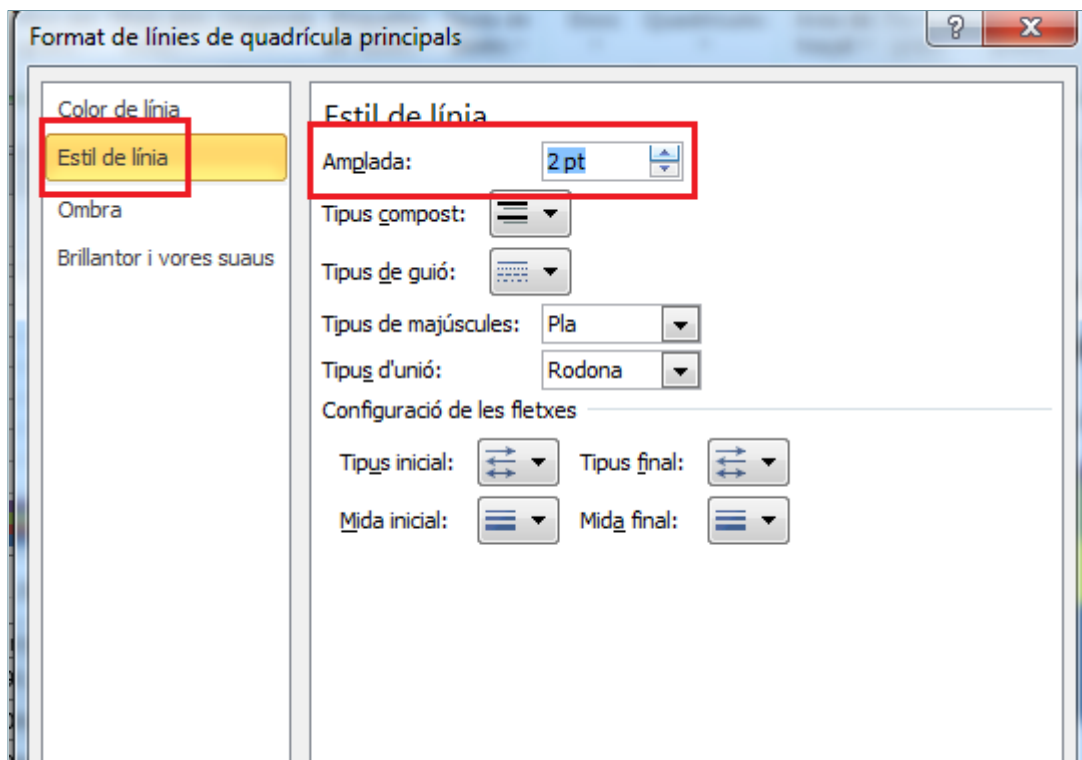 Format de línies de quadrícula principals
Color de línia
Estil de línia
Ombra
Brillantor i vores suaus
Estil de línia
Amplada: 2 pt
Tipus compost:
Tipus de guió:
Tipus de majúscules: Pla
Tipus d'unió: Rodona
Configuració de les fletxes
Tipus inicial: Tipus final:
Mida inicial: Mida final: